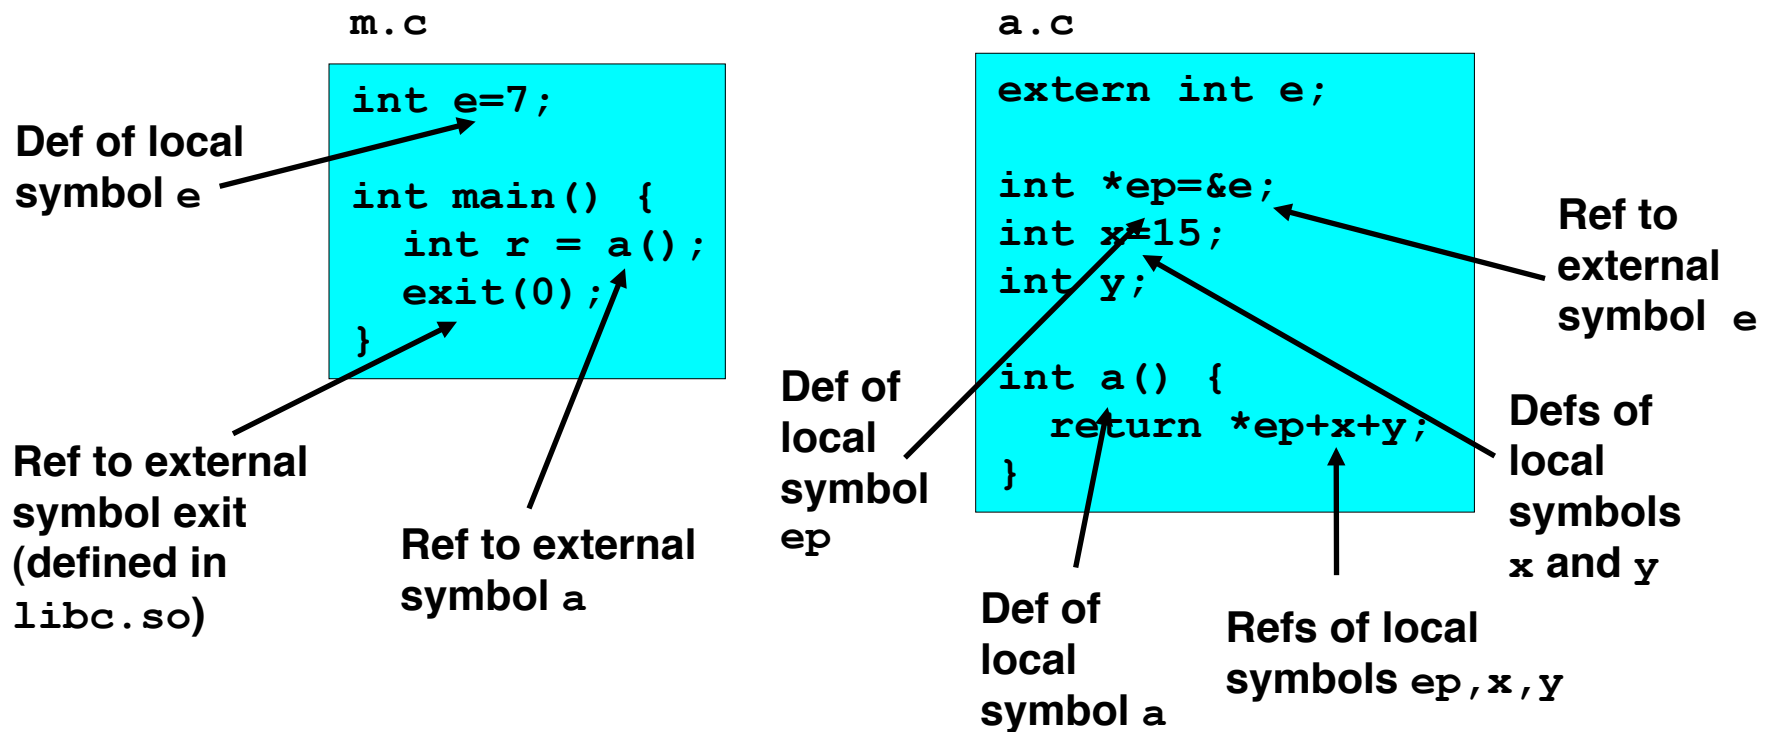 m.c
int e=7;
int main() {
int r = a();
exit(0);
}
Def of local
symbol e
Ref to external
symbol exit
(defined in
libc.so)
Ref to external
symbol a
a.c
extern int e;
int *ep=&e;
int x=15;
int y;
int a() {
return *ep+x+y;
}
Def of
local
symbol
ep
Def of
local
symbol a
Refs of local
symbols ep,x,y
Ref to
external
symbol e
Defs of
local
symbols
x and y